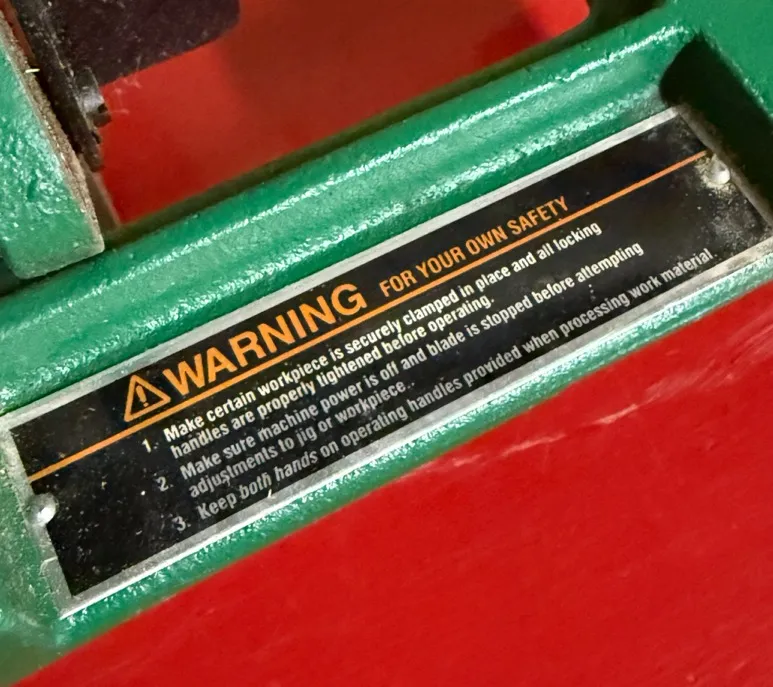 WARNING FOR YOUR OWN SAFETY
1. Make certain workpiece is securely clamped in place and all locking
handles are properly tightened before operating.
2. Make sure machine power is off and blade is stopped before attempting
adjustments to jig or workpiece.
3. Keep both hands on operating handles provided when processing work material.